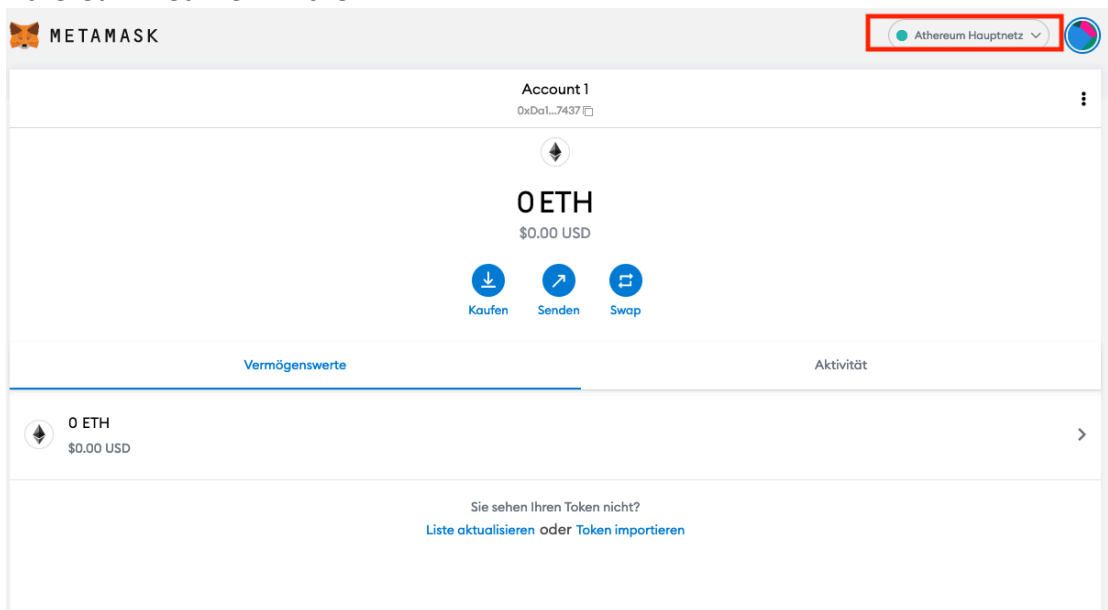 METAMASK
Athereum Hauptnetz
Account 1
0xDa1...7437
0 ETH
$0.00 USD
Kaufen Senden Swap
Vermögenswerte Aktivität
0 ETH
$0.00 USD
Sie sehen Ihren Token nicht?
Liste aktualisieren oder Token importieren